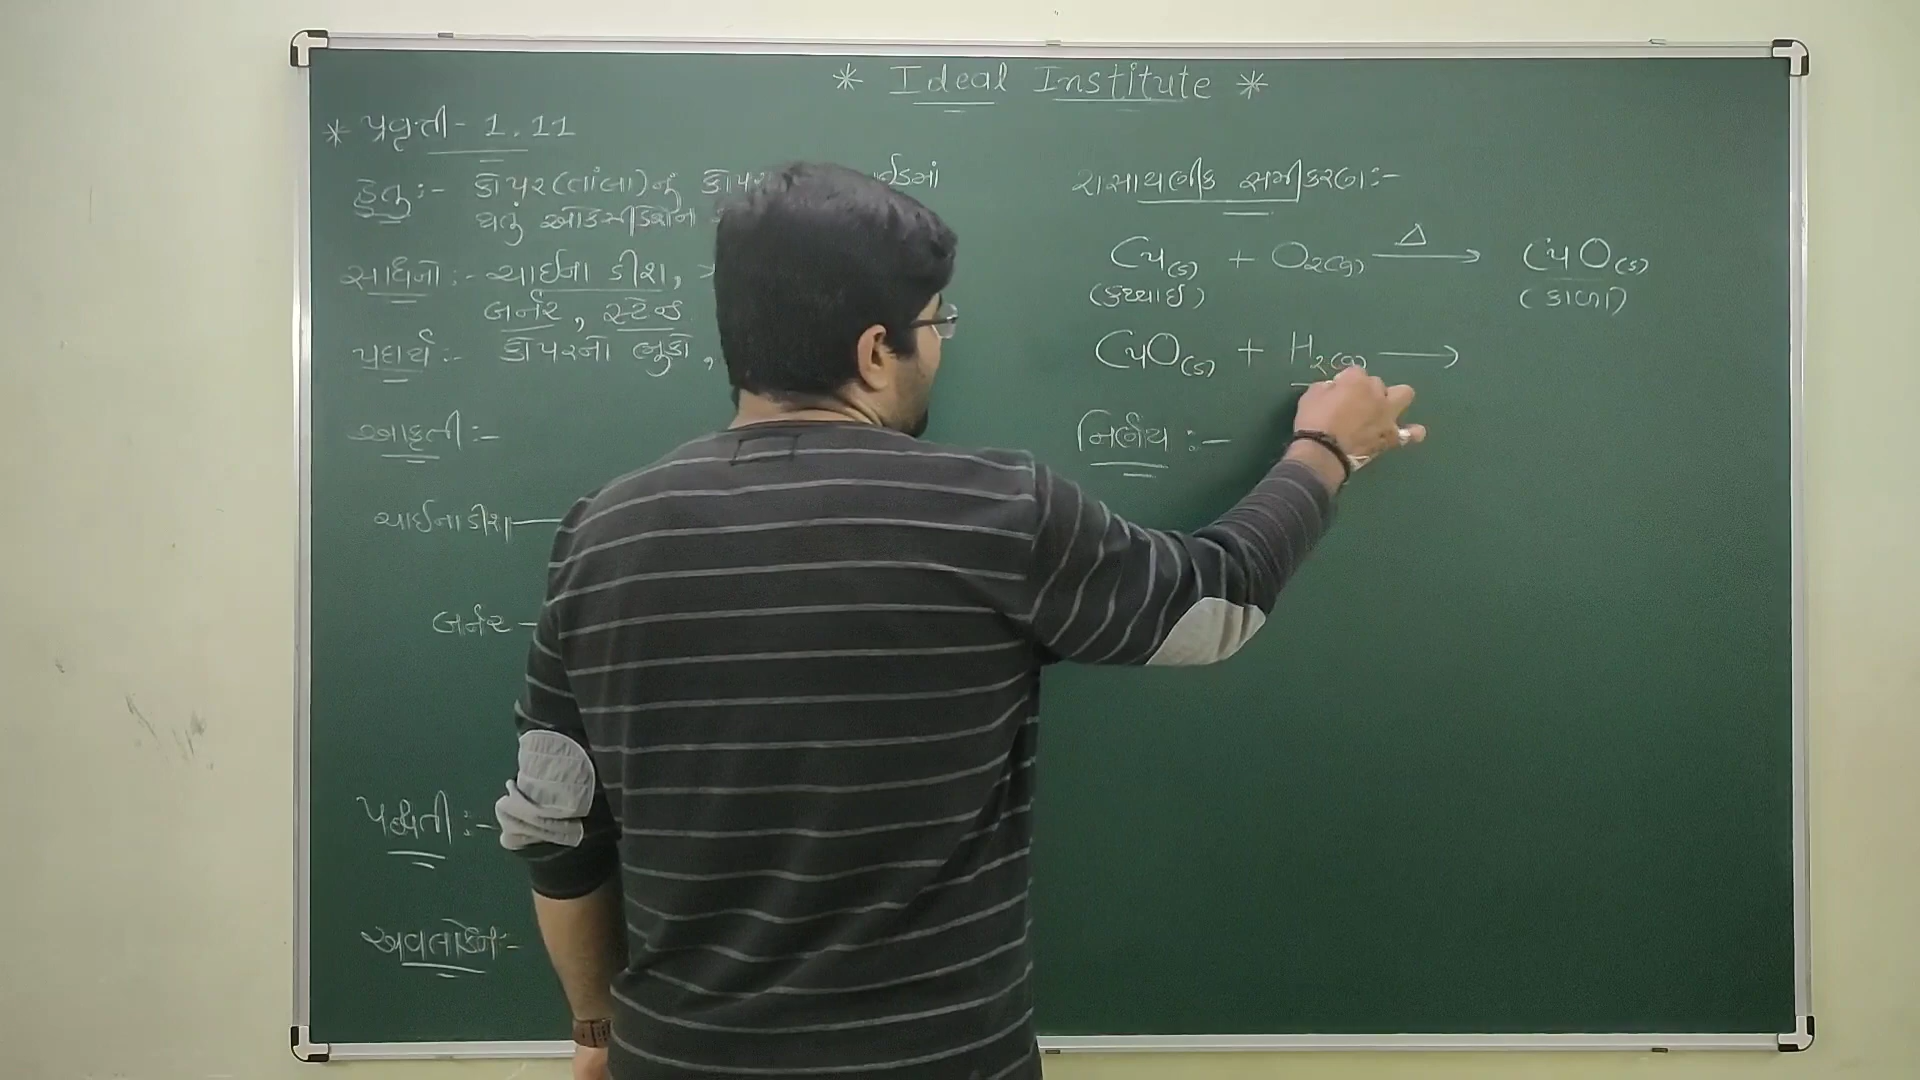 * Ideal Institute *
* પ્રવૃત્તી - 1.11
હેતુ :- કોપર(તાંબા)નું
થતું ઓક્સીડેશન
સાધનો :- ચાઈના ડીશ,
બર્નર, સ્ટેન્ડ
પદાર્થ :- કોપરનો ભુકો,
આકૃતી :-
ચાઈનાડીશ
બર્નર
પધ્ધતી :-
અવલોકન :-
રાસાયણીક સમીકરણ :-
Cu(s) + O2(g) Δ→ CuO(s)
(કથ્થાઈ) (કાળા)
CuO(s) + H2(g) →
નિર્ણય :-